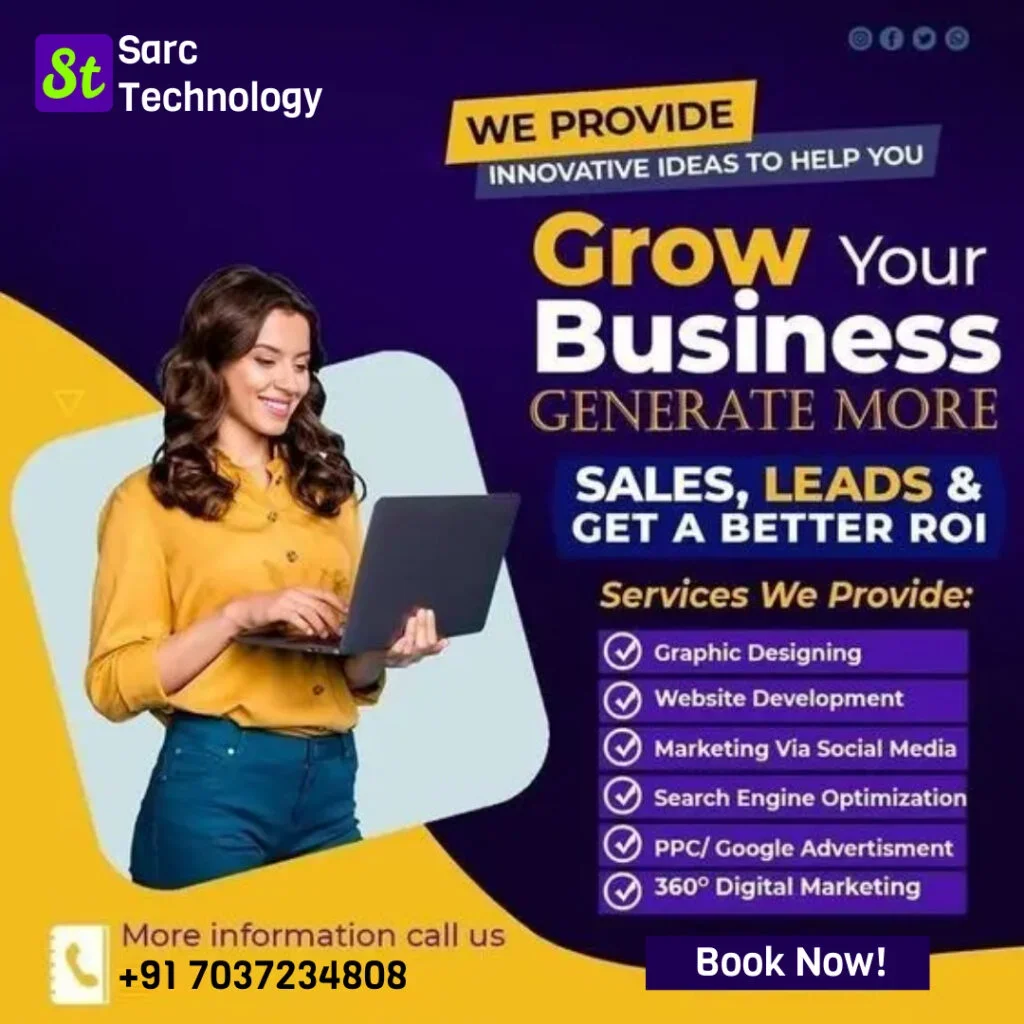 St
Sarc
Technology
WE PROVIDE
INNOVATIVE IDEAS TO HELP YOU
Grow Your
Business
GENERATE MORE
SALES, LEADS &
GET A BETTER ROI
Services We Provide:
Graphic Designing
Website Development
Marketing Via Social Media
Search Engine Optimization
PPC/ Google Advertisment
360° Digital Marketing
More information call us
+91 7037234808
Book Now!